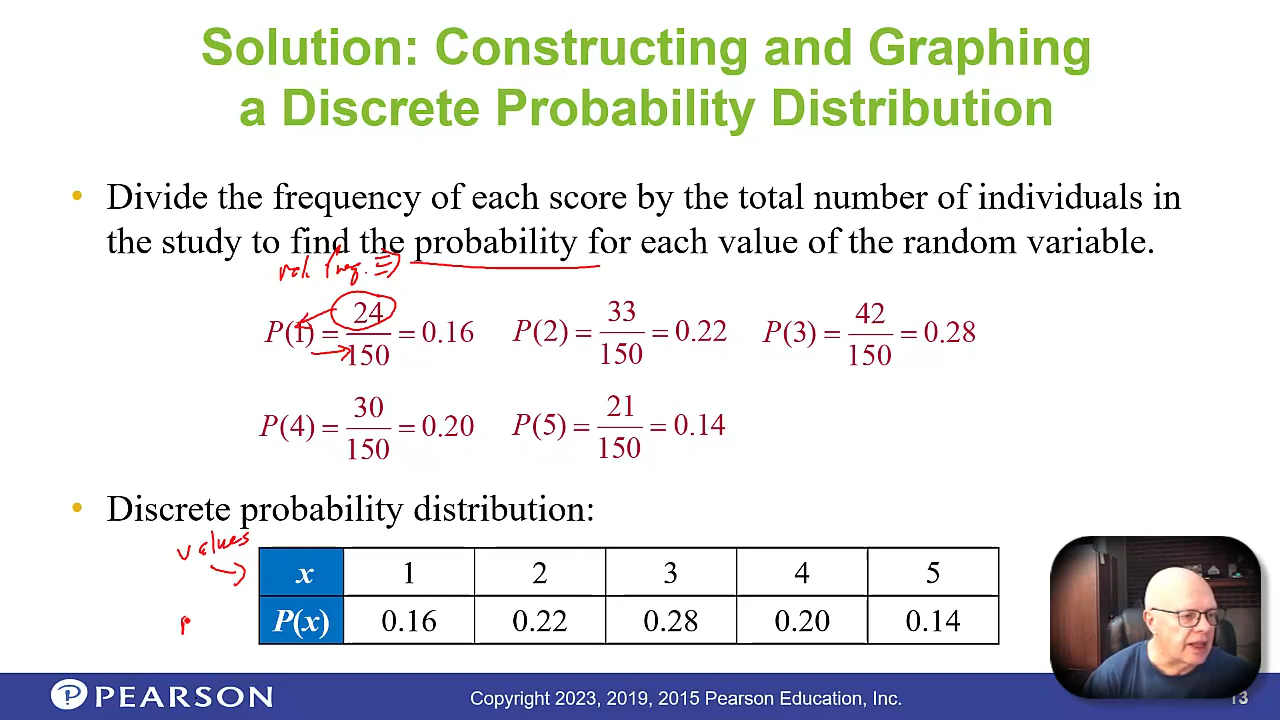 Solution: Constructing and Graphing
a Discrete Probability Distribution
• Divide the frequency of each score by the total number of individuals in
the study to find the probability for each value of the random variable.
rel. freq. ≡
P(1) = 24/150 = 0.16 P(2) = 33/150 = 0.22 P(3) = 42/150 = 0.28
P(4) = 30/150 = 0.20 P(5) = 21/150 = 0.14
• Discrete probability distribution:
values
x 1 2 3 4 5
P(x) 0.16 0.22 0.28 0.20 0.14
P PEARSON
Copyright 2023, 2019, 2015 Pearson Education, Inc.
13